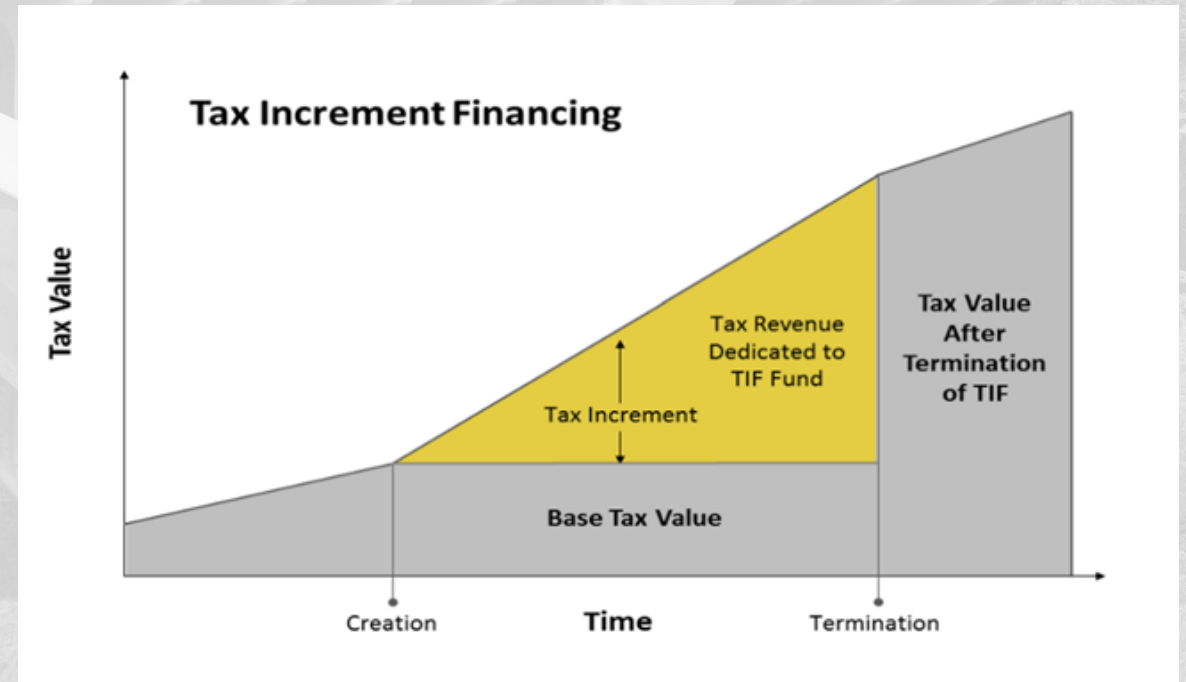 Tax Increment Financing
Tax Value
Tax Revenue
Dedicated to
TIF Fund
Tax Increment
Base Tax Value
Tax Value
After
Termination
of TIF
Creation
Time
Termination